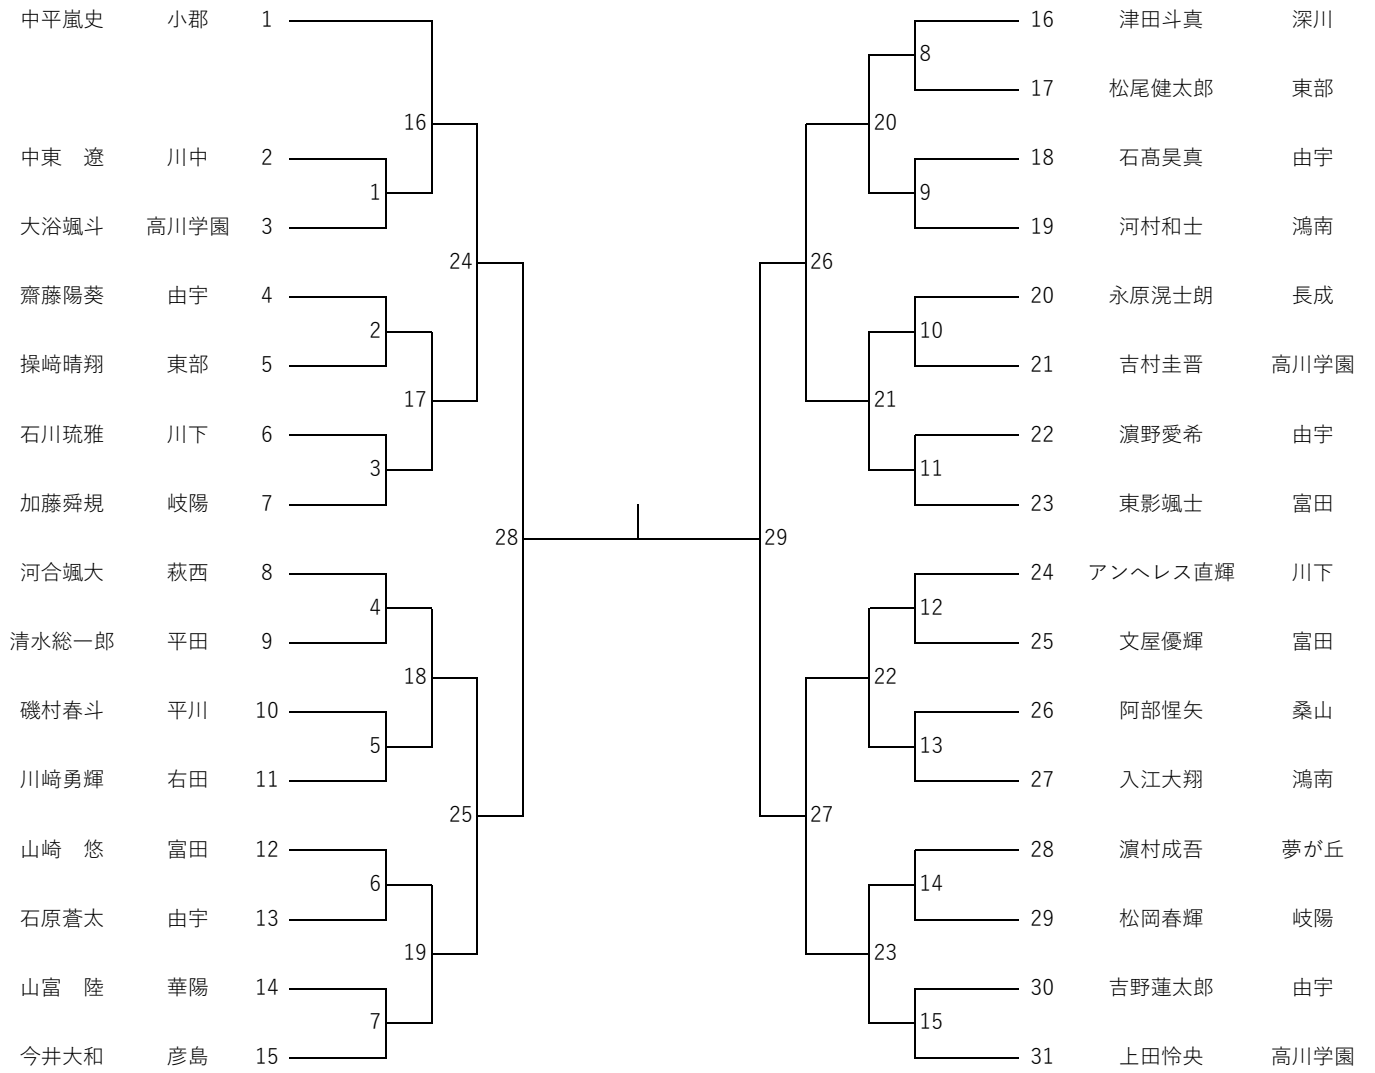 中平嵐史 小郡 1
16 津田斗真 深川
8
17 松尾健太郎 東部
16
20
中東　遼 川中 2
18 石髙昊真 由宇
1
9
大浴颯斗 高川学園 3
19 河村和士 鴻南
24
26
齋藤陽葵 由宇 4
20 永原滉士朗 長成
2
10
操﨑晴翔 東部 5
21 吉村圭晋 高川学園
17
21
石川琉雅 川下 6
22 濵野愛希 由宇
3
11
加藤舜規 岐陽 7
23 東影颯士 富田
28
29
河合颯大 萩西 8
24 アンヘレス直輝 川下
4
12
清水総一郎 平田 9
25 文屋優輝 富田
18
22
磯村春斗 平川 10
26 阿部惺矢 桑山
5
13
川﨑勇輝 右田 11
27 入江大翔 鴻南
25
27
山崎　悠 富田 12
28 濵村成吾 夢が丘
6
14
石原蒼太 由宇 13
29 松岡春輝 岐陽
19
23
山富　陸 華陽 14
30 吉野蓮太郎 由宇
7
15
今井大和 彦島 15
31 上田怜央 高川学園